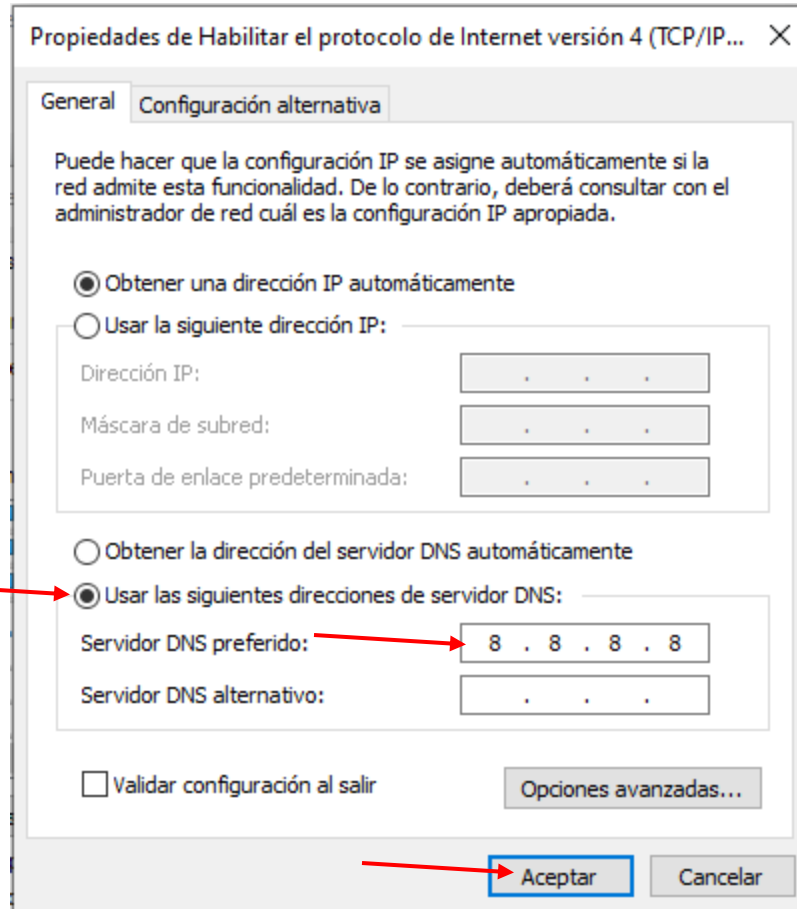 Propiedades de Habilitar el protocolo de Internet versión 4 (TCP/IP...
General
Configuración alternativa
Puede hacer que la configuración IP se asigne automáticamente si la
red admite esta funcionalidad. De lo contrario, deberá consultar con el
administrador de red cuál es la configuración IP apropiada.
Obtener una dirección IP automáticamente
Usar la siguiente dirección IP:
Dirección IP:
. . .
Máscara de subred:
. . .
Puerta de enlace predeterminada:
. . .
Obtener la dirección del servidor DNS automáticamente
Usar las siguientes direcciones de servidor DNS:
Servidor DNS preferido:
8 . 8 . 8 . 8
Servidor DNS alternativo:
. . .
Validar configuración al salir
Opciones avanzadas...
Aceptar
Cancelar